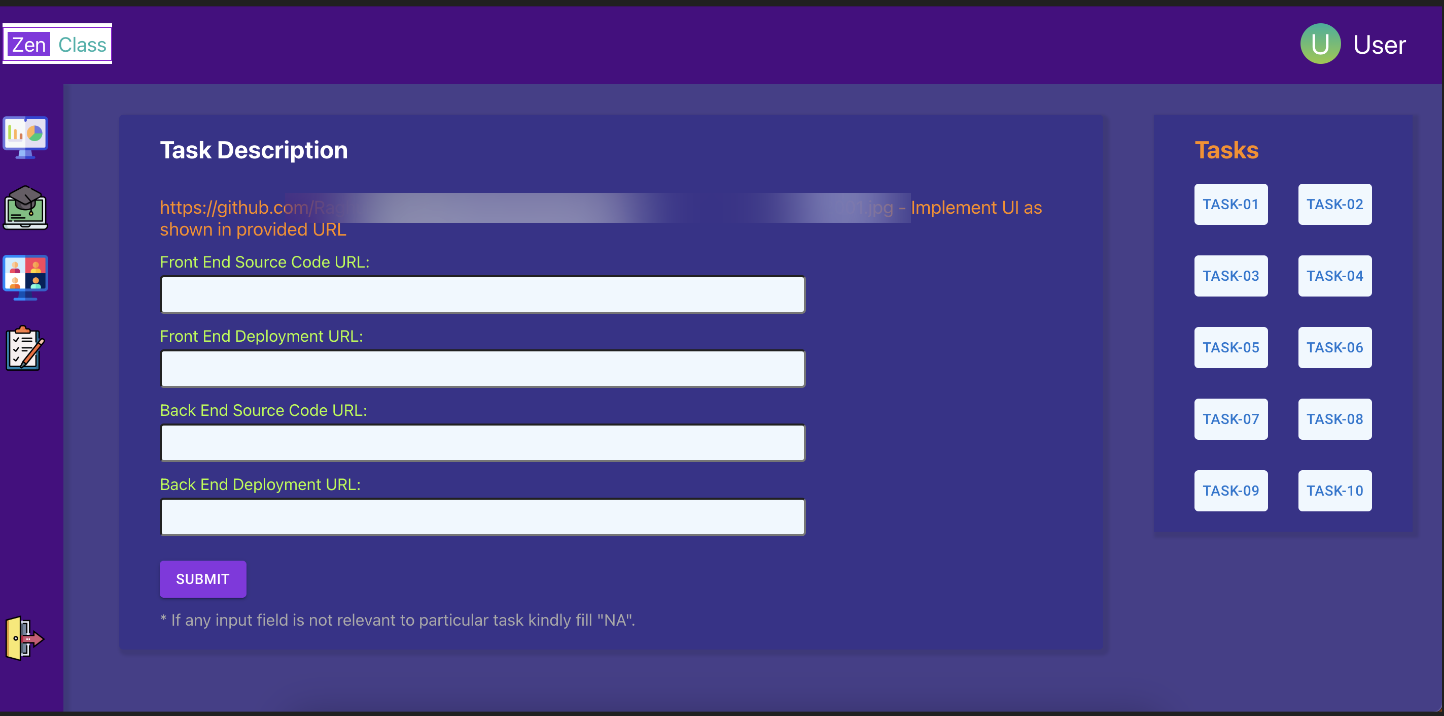 Zen Class
U User
Task Description
https://github.com/ jpg - Implement UI as
shown in provided URL
Front End Source Code URL:
Front End Deployment URL:
Back End Source Code URL:
Back End Deployment URL:
SUBMIT
* If any input field is not relevant to particular task kindly fill "NA".
Tasks
TASK-01 TASK-02
TASK-03 TASK-04
TASK-05 TASK-06
TASK-07 TASK-08
TASK-09 TASK-10